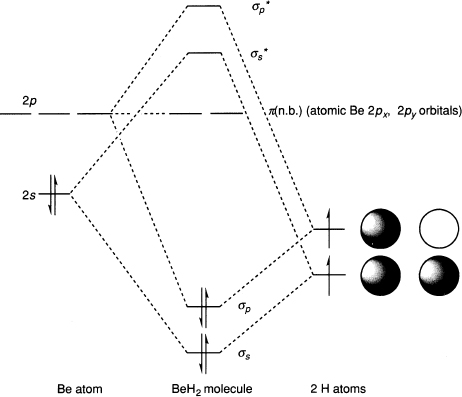 σp*
σs*
2p
π(n.b.) (atomic Be 2px, 2py orbitals)
2s
σp
σs
Be atom BeH2 molecule 2 H atoms